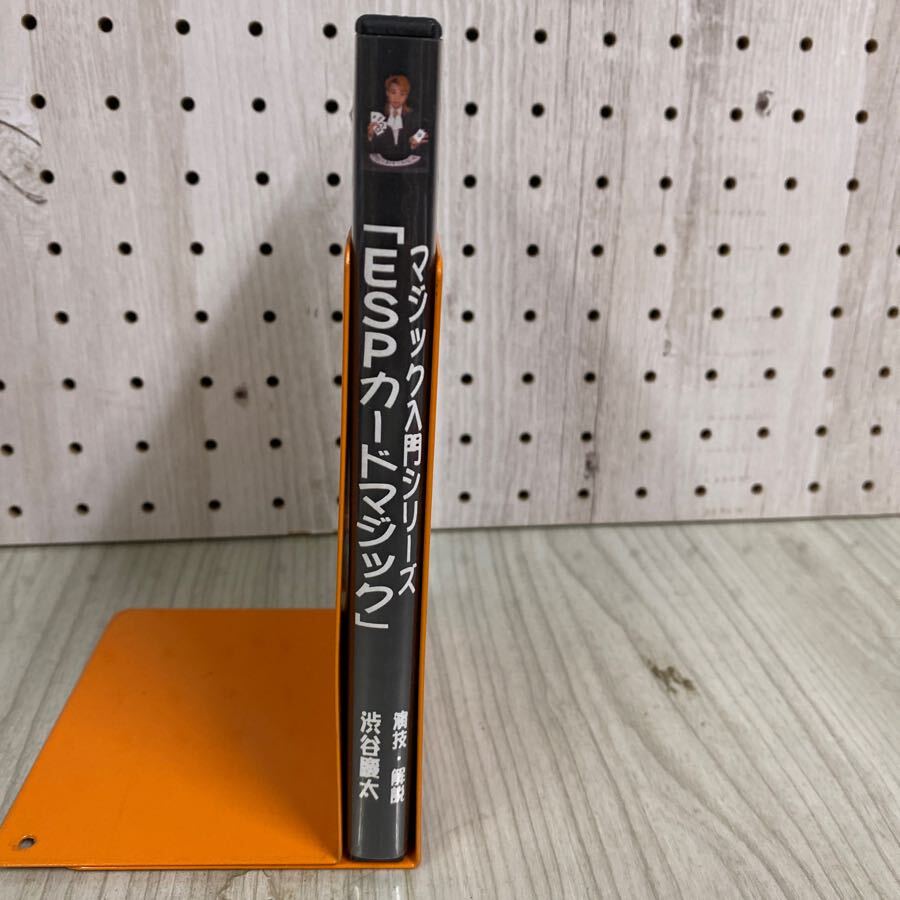 マジック入門シリーズ
「ESPカードマジック」
演技・解説
渋谷慶太